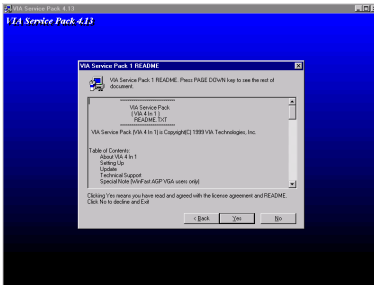 VIA Service Pack 4.13
VIA Service Pack 4.13
VIA Service Pack 1 README
VIA Service Pack 1 README. Press PAGE DOWN key to see the rest of
document.
-----------------------------
VIA Service Pack
( VIA 4 In 1 )
README.TXT
-----------------------------
VIA Service Pack (VIA 4 In 1) is Copyright(C) 1999 VIA Technologies, Inc.
Table of Contents:
About VIA 4 In 1
Setting Up
Update
Technical Support
Special Note (WinFast AGP VGA users only)
Clicking Yes means you have read and agreed with the license agreement and README.
Click No to decline and Exit
< Back
Yes
No